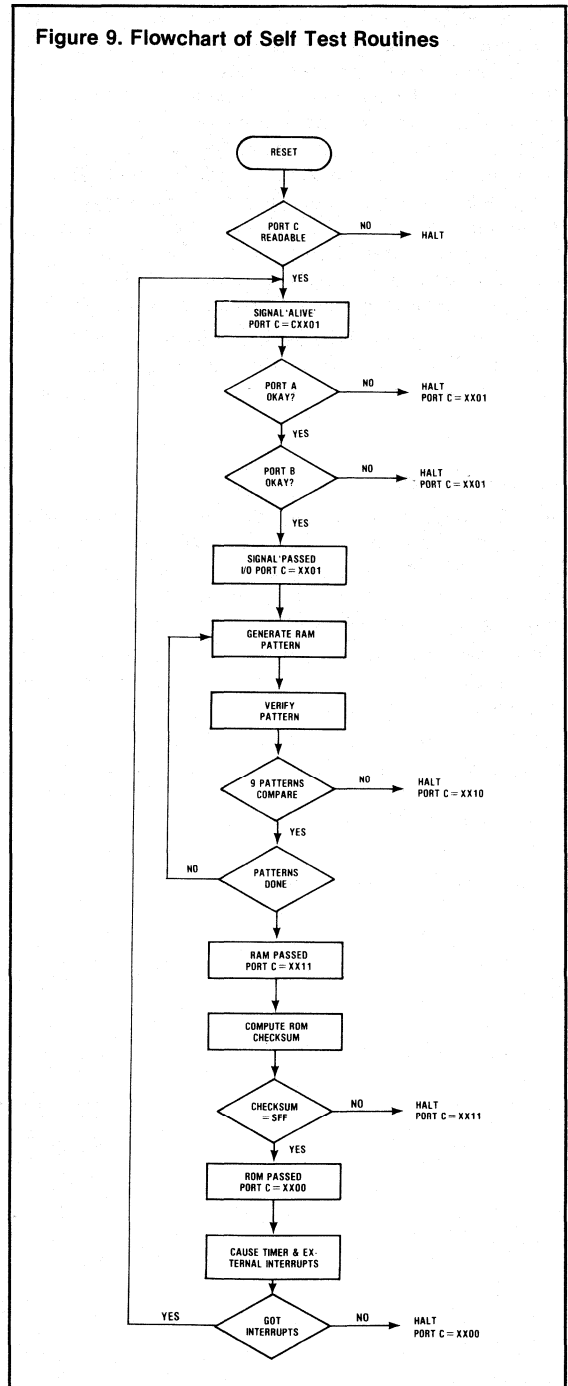 Figure 9. Flowchart of Self Test Routines
RESET
PORT C
READABLE
NO
HALT
YES
SIGNAL 'ALIVE'
PORT C = CXX01
PORT A
OKAY?
NO
HALT
PORT C = XX01
YES
PORT B
OKAY?
NO
HALT
PORT C = XX01
YES
SIGNAL 'PASSED
I/O PORT C = XX01
GENERATE RAM
PATTERN
VERIFY
PATTERN
9 PATTERNS
COMPARE
NO
HALT
PORT C = XX10
YES
NO
PATTERNS
DONE
RAM PASSED
PORT C = XX11
COMPUTE ROM
CHECKSUM
CHECKSUM
= SFF
NO
HALT
PORT C = XX11
YES
ROM PASSED
PORT C = XX00
CAUSE TIMER & EX-
TERNAL INTERRUPTS
YES
GOT
INTERRUPTS
NO
HALT
PORT C = XX00